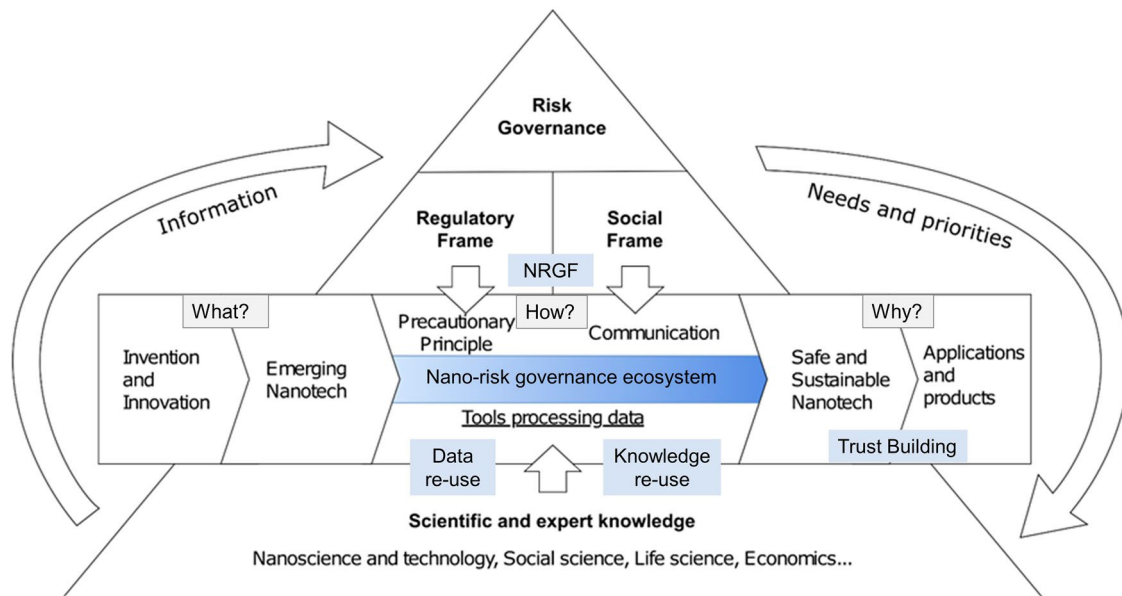 Risk
Governance
Information
Needs and priorities
Regulatory
Frame
Social
Frame
NRGF
What?
How?
Why?
Precautionary
Principle
Communication
Invention
and
Innovation
Emerging
Nanotech
Nano-risk governance ecosystem
Safe and
Sustainable
Nanotech
Applications
and
products
Tools processing data
Trust Building
Data
re-use
Knowledge
re-use
Scientific and expert knowledge
Nanoscience and technology, Social science, Life science, Economics...